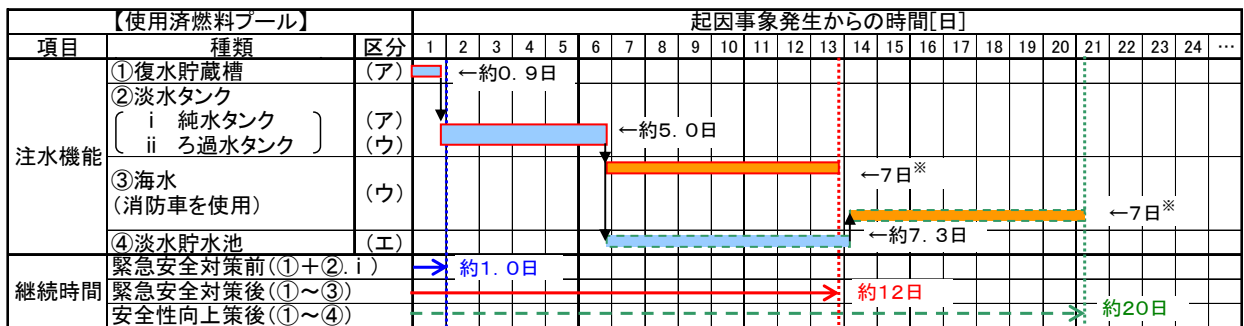 【使用済燃料プール】 起因事象発生からの時間[日]
項目 種類 区分 1 2 3 4 5 6 7 8 9 10 11 12 13 14 15 16 17 18 19 20 21 22 23 24 …
注水機能
①復水貯蔵槽 (ア) ←約0.9日
②淡水タンク
ⅰ 純水タンク (ア) ←約5.0日
ⅱ ろ過水タンク (ウ)
③海水 ←7日※
(消防車を使用) (ウ) ←7日※
④淡水貯水池 (エ) ←約7.3日
継続時間
緊急安全対策前(①+②.ⅰ) 約1.0日
緊急安全対策後(①~③) 約12日
安全性向上策後(①~④) 約20日